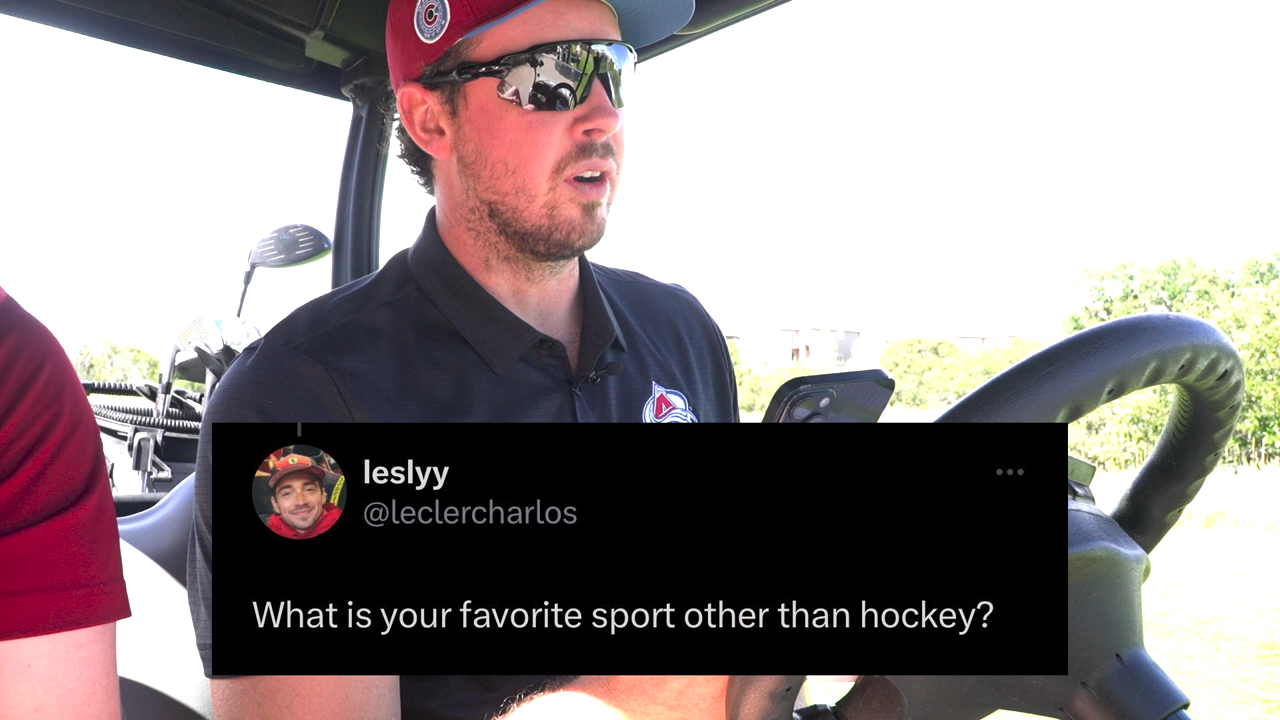 leslyy
@leclercharlos
What is your favorite sport other than hockey?